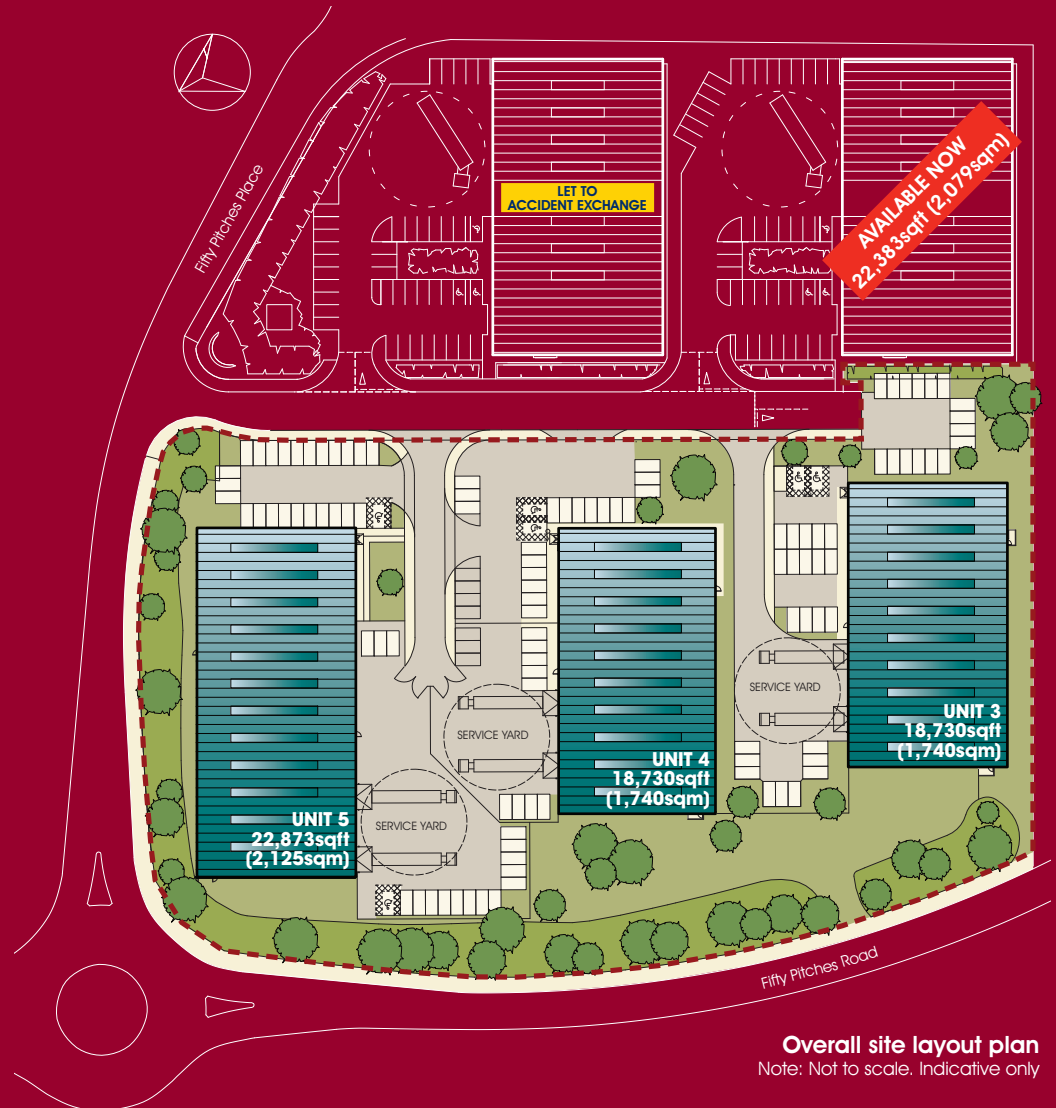 Fifty Pitches Place
LET TO
ACCIDENT EXCHANGE
AVAILABLE NOW
22,383sqft (2,079sqm)
SERVICE YARD
UNIT 3
18,730sqft
(1,740sqm)
SERVICE YARD
UNIT 4
18,730sqft
(1,740sqm)
UNIT 5
22,873sqft
(2,125sqm)
SERVICE YARD
Fifty Pitches Road
Overall site layout plan
Note: Not to scale. Indicative only